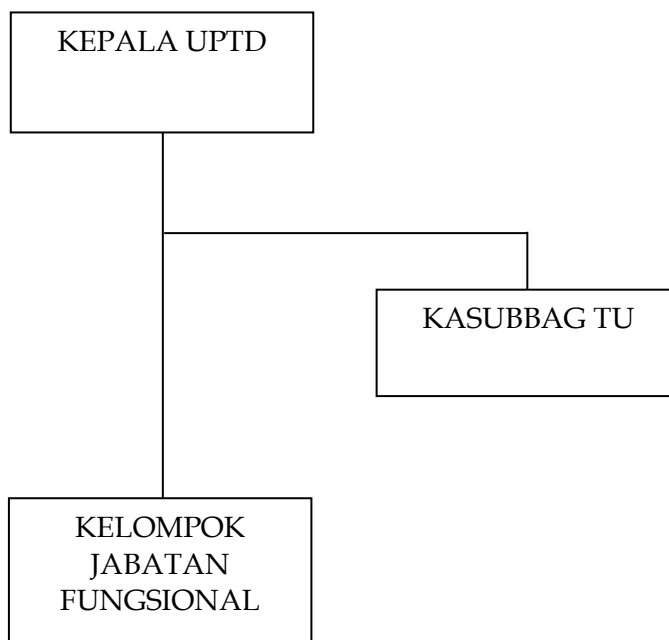 KEPALA UPTD
KASUBBAG TU
KELOMPOK
JABATAN
FUNGSIONAL